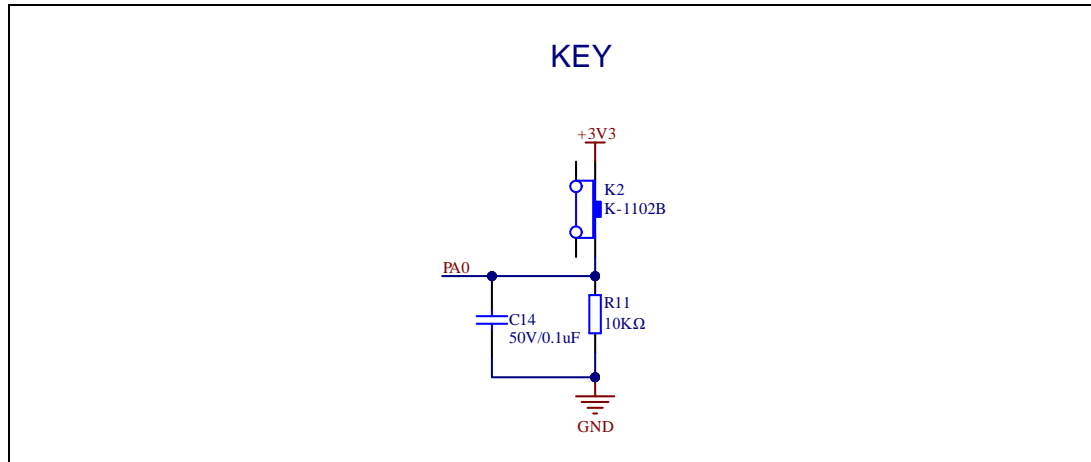 KEY
+3V3
K2
K-1102B
PA0
R11
10KΩ
C14
50V/0.1uF
GND